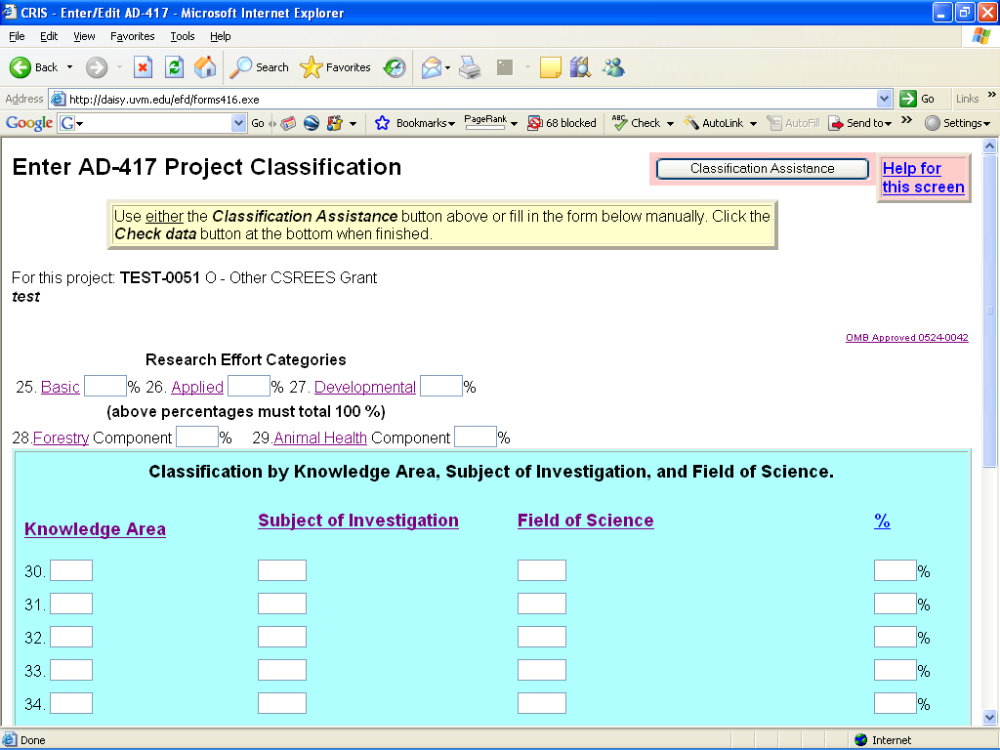 CRIS - Enter/Edit AD-417 - Microsoft Internet Explorer
File Edit View Favorites Tools Help
Back Search Favorites
Address http://daisy.uvm.edu/efd/forms416.exe Go Links »
Google G Go Bookmarks PageRank 68 blocked ABC Check AutoLink AutoFill Send to » Settings
Enter AD-417 Project Classification
Classification Assistance
Help for
this screen
Use either the Classification Assistance button above or fill in the form below manually. Click the
Check data button at the bottom when finished.
For this project: TEST-0051 O - Other CSREES Grant
test
OMB Approved 0524-0042
Research Effort Categories
25. Basic % 26. Applied % 27. Developmental %
(above percentages must total 100 %)
28.Forestry Component % 29.Animal Health Component %
Classification by Knowledge Area, Subject of Investigation, and Field of Science.
Knowledge Area Subject of Investigation Field of Science %
30. %
31. %
32. %
33. %
34. %
Done Internet